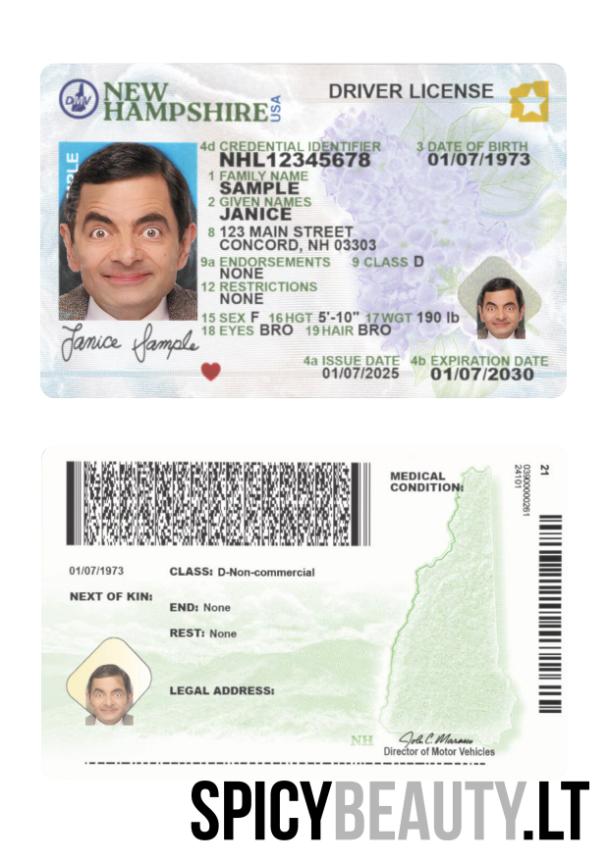 NEW
HAMPSHIRE USA
DMV
DRIVER LICENSE
4d CREDENTIAL IDENTIFIER
NHL12345678
3 DATE OF BIRTH
01/07/1973
1 FAMILY NAME
SAMPLE
2 GIVEN NAMES
JANICE
8 123 MAIN STREET
CONCORD, NH 03303
9a ENDORSEMENTS 9 CLASS D
NONE
12 RESTRICTIONS
NONE
15 SEX F 16 HGT 5'-10" 17 WGT 190 lb
18 EYES BRO 19 HAIR BRO
Janice Sample
4a ISSUE DATE 4b EXPIRATION DATE
01/07/2025 01/07/2030
MEDICAL
CONDITION:
21
03900000261
24101
01/07/1973
CLASS: D-Non-commercial
NEXT OF KIN:
END: None
REST: None
LEGAL ADDRESS:
NH
Director of Motor Vehicles
SPICYBEAUTY.LT